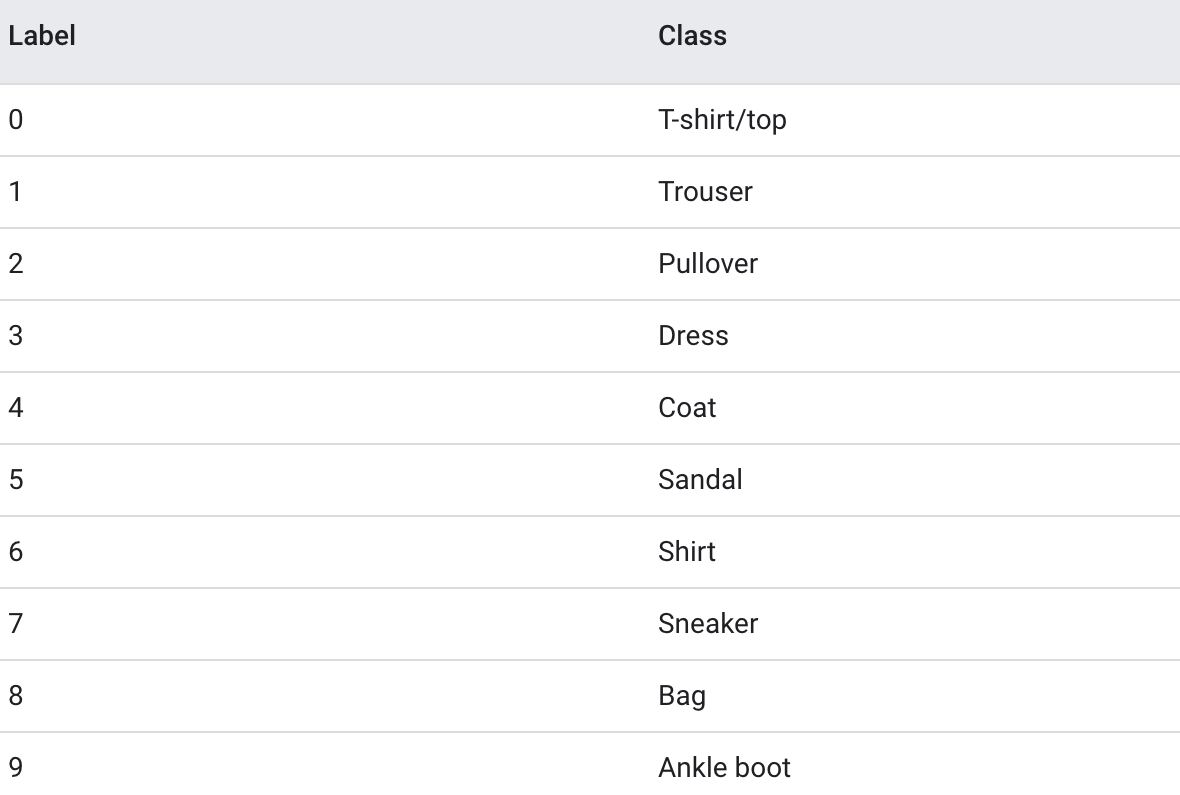 Label Class
0 T-shirt/top
1 Trouser
2 Pullover
3 Dress
4 Coat
5 Sandal
6 Shirt
7 Sneaker
8 Bag
9 Ankle boot